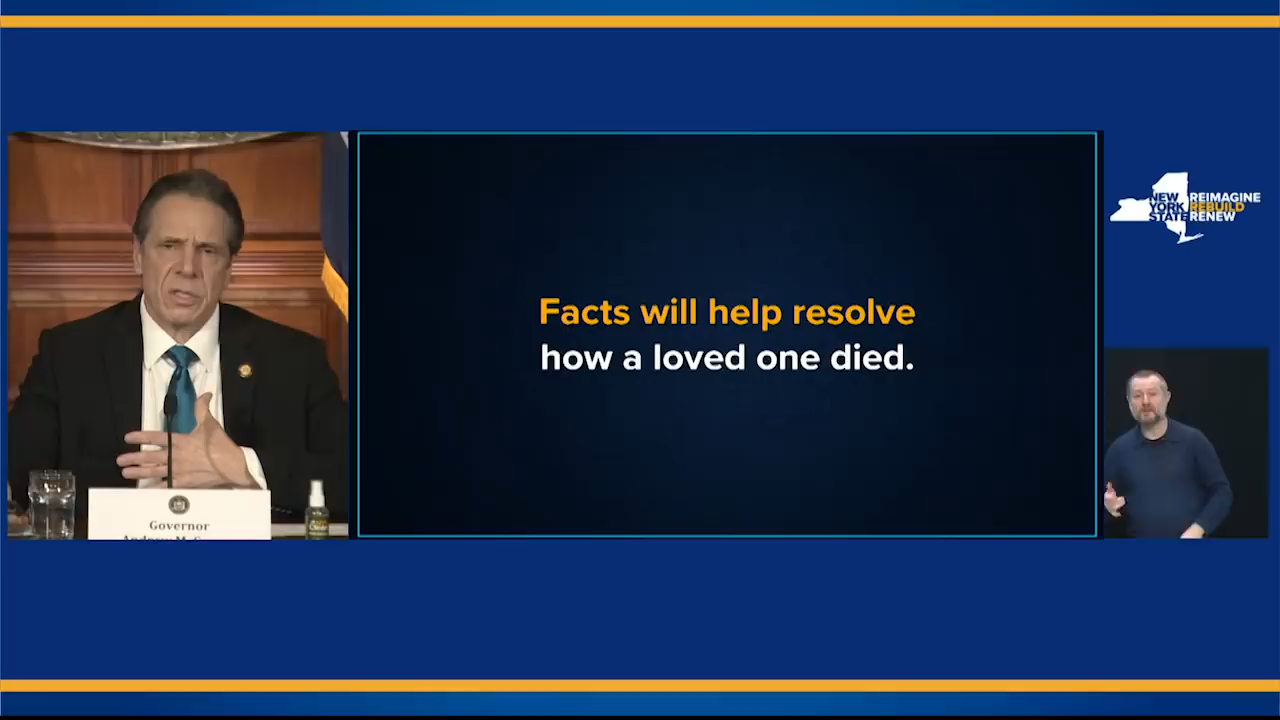 Facts will help resolve
how a loved one died.
NEW
YORK
STATE
REIMAGINE
REBUILD
RENEW
Governor